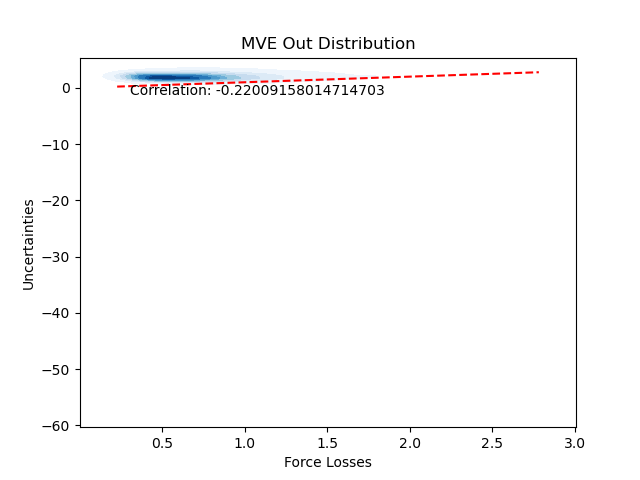 MVE Out Distribution
Correlation: -0.22009158014714703
Uncertainties
0
−10
−20
−30
−40
−50
−60
0.5 1.0 1.5 2.0 2.5 3.0
Force Losses